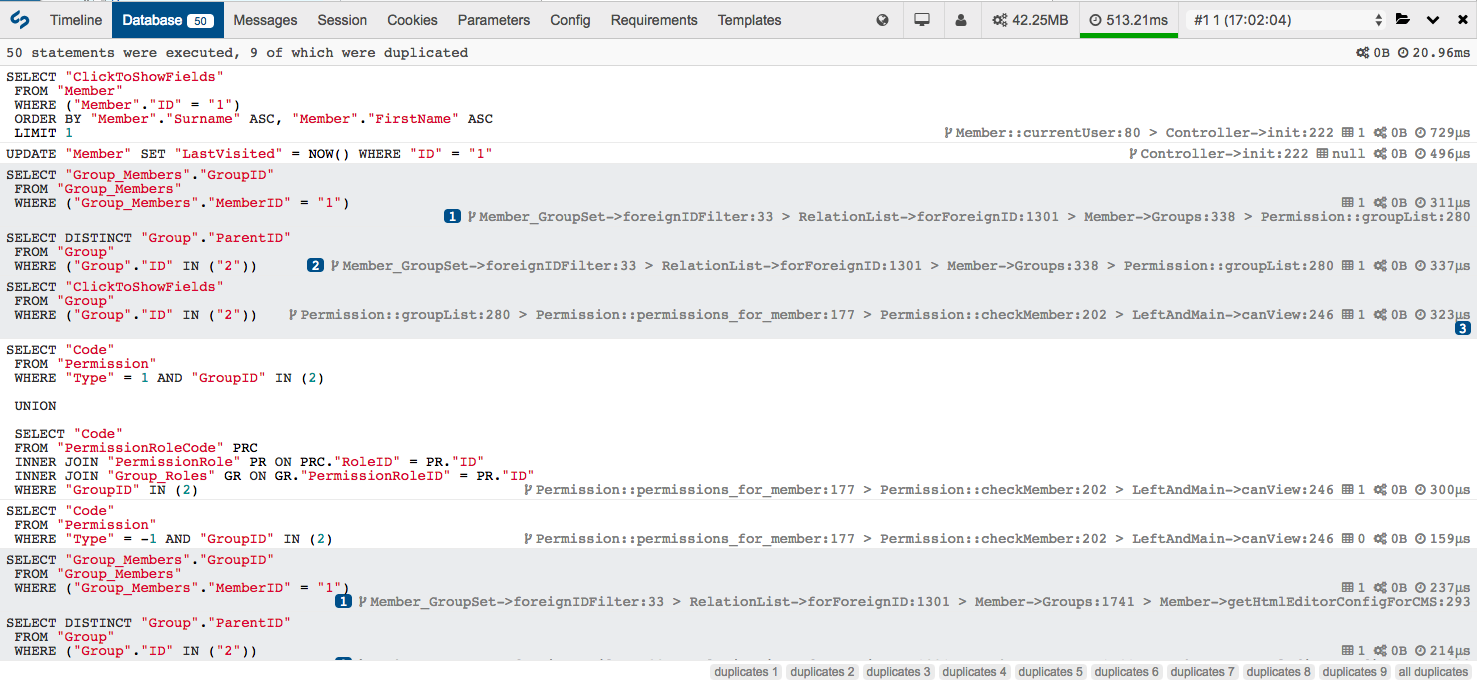 Timeline Database 50 Messages Session Cookies Parameters Config Requirements Templates 42.25MB 513.21ms #1 1 (17:02:04)
50 statements were executed, 9 of which were duplicated 0B 20.96ms
SELECT "ClickToShowFields"
FROM "Member"
WHERE ("Member"."ID" = "1")
ORDER BY "Member"."Surname" ASC, "Member"."FirstName" ASC
LIMIT 1 Member::currentUser:80 > Controller->init:222 1 0B 729µs
UPDATE "Member" SET "LastVisited" = NOW() WHERE "ID" = "1" Controller->init:222 null 0B 496µs
SELECT "Group_Members"."GroupID"
FROM "Group_Members"
WHERE ("Group_Members"."MemberID" = "1") 1 0B 311µs
1 Member_GroupSet->foreignIDFilter:33 > RelationList->forForeignID:1301 > Member->Groups:338 > Permission::groupList:280
SELECT DISTINCT "Group"."ParentID"
FROM "Group"
WHERE ("Group"."ID" IN ("2")) 2 Member_GroupSet->foreignIDFilter:33 > RelationList->forForeignID:1301 > Member->Groups:338 > Permission::groupList:280 1 0B 337µs
SELECT "ClickToShowFields"
FROM "Group"
WHERE ("Group"."ID" IN ("2")) Permission::groupList:280 > Permission::permissions_for_member:177 > Permission::checkMember:202 > LeftAndMain->canView:246 1 0B 323µs
3
SELECT "Code"
FROM "Permission"
WHERE "Type" = 1 AND "GroupID" IN (2)
UNION
SELECT "Code"
FROM "PermissionRoleCode" PRC
INNER JOIN "PermissionRole" PR ON PRC."RoleID" = PR."ID"
INNER JOIN "Group_Roles" GR ON GR."PermissionRoleID" = PR."ID"
WHERE "GroupID" IN (2) Permission::permissions_for_member:177 > Permission::checkMember:202 > LeftAndMain->canView:246 1 0B 300µs
SELECT "Code"
FROM "Permission"
WHERE "Type" = -1 AND "GroupID" IN (2) Permission::permissions_for_member:177 > Permission::checkMember:202 > LeftAndMain->canView:246 0 0B 159µs
SELECT "Group_Members"."GroupID"
FROM "Group_Members"
WHERE ("Group_Members"."MemberID" = "1") 1 0B 237µs
1 Member_GroupSet->foreignIDFilter:33 > RelationList->forForeignID:1301 > Member->Groups:1741 > Member->getHtmlEditorConfigForCMS:293
SELECT DISTINCT "Group"."ParentID"
FROM "Group"
WHERE ("Group"."ID" IN ("2")) 1 0B 214µs
duplicates 1 duplicates 2 duplicates 3 duplicates 4 duplicates 5 duplicates 6 duplicates 7 duplicates 8 duplicates 9 all duplicates